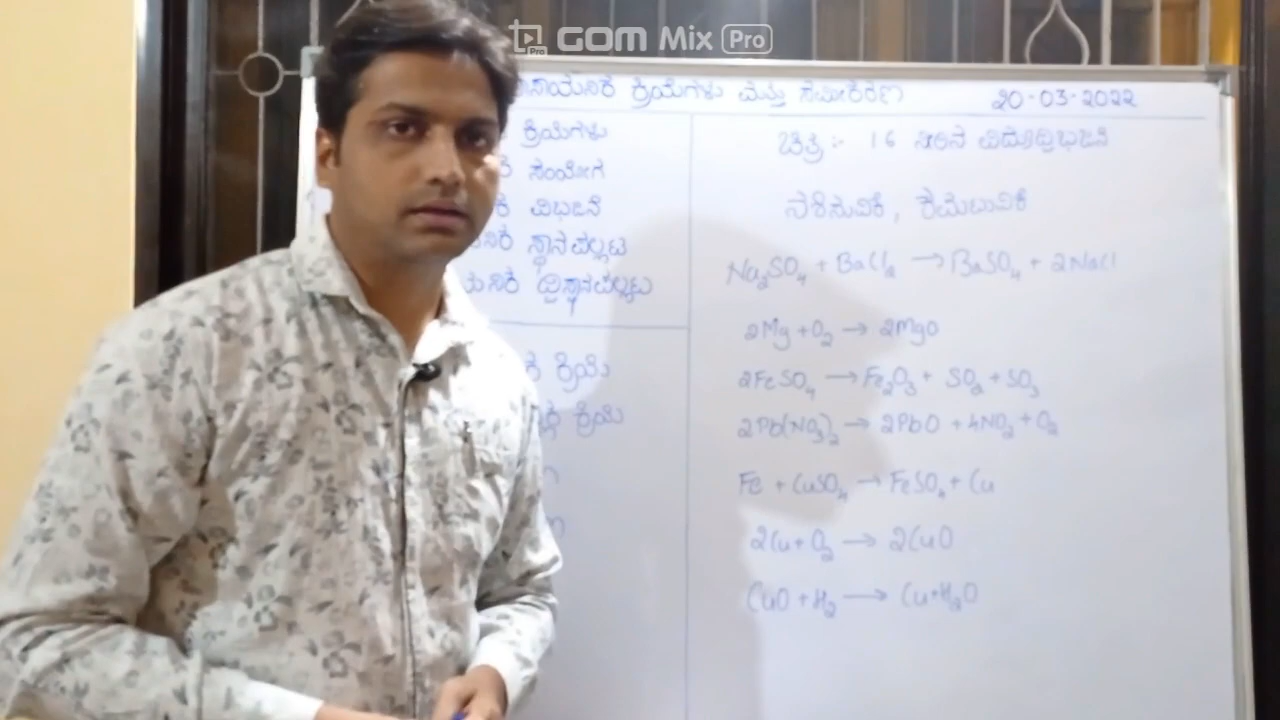 GOM Mix Pro
ಕ್ರಿಯೆಗಳು ಮತ್ತು ಸಮೀಕರಣ 20-03-2022
ಕ್ರಿಯೆಗಳು
ಸಂಯೋಗ
ವಿಭಜನೆ
ಸ್ಥಾನಪಲ್ಲಟ
ದ್ವಿಸ್ಥಾನಪಲ್ಲಟ
ಕ್ರಿಯೆ
ಕ್ರಿಯೆ
ಚಿತ್ರ :- 16 ನೀರಿನ ವಿದ್ಯುದ್ವಿಭಜನೆ
ನಶಿಸುವಿಕೆ, ಕಮಟುವಿಕೆ
Na₂SO₄ + BaCl₂ → BaSO₄ + 2NaCl
2Mg + O₂ → 2MgO
2FeSO₄ → Fe₂O₃ + SO₂ + SO₃
2Pb(NO₃)₂ → 2PbO + 4NO₂ + O₂
Fe + CuSO₄ → FeSO₄ + Cu
2Cu + O₂ → 2CuO
CuO + H₂ → Cu + H₂O